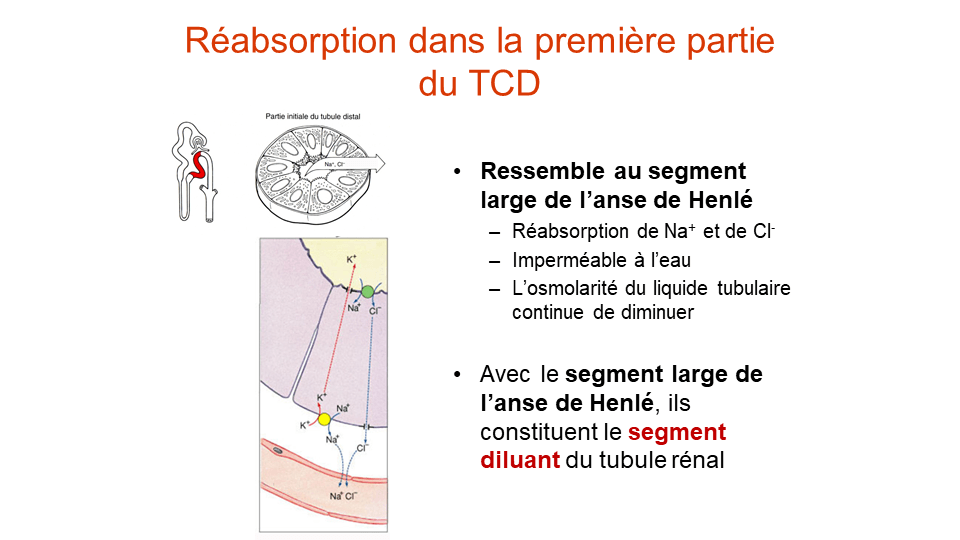 Réabsorption dans la première partie
du TCD
Partie initiale du tubule distal
Na⁺, Cl⁻
K⁺
Na⁺
Cl⁻
K⁺
K⁺
Na⁺
Na⁺
Cl⁻
Na⁺ Cl⁻
• Ressemble au segment
large de l’anse de Henlé
– Réabsorption de Na⁺ et de Cl⁻
– Imperméable à l’eau
– L’osmolarité du liquide tubulaire
continue de diminuer
• Avec le segment large de
l’anse de Henlé, ils
constituent le segment
diluant du tubule rénal